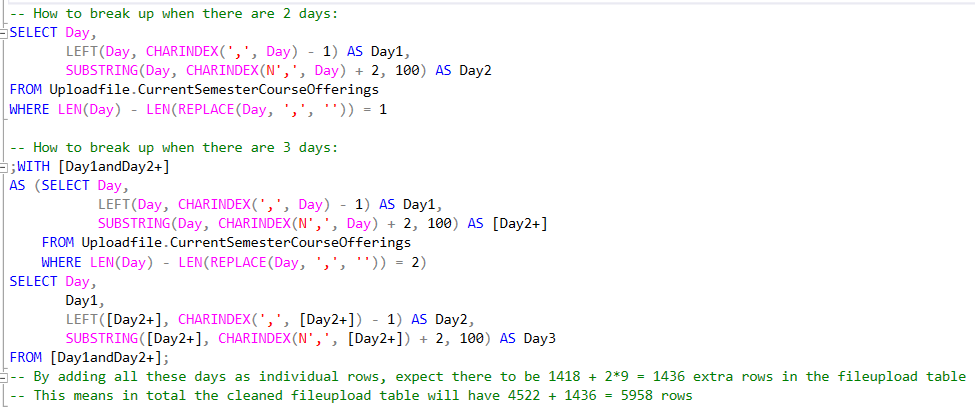 -- How to break up when there are 2 days:
SELECT Day,
       LEFT(Day, CHARINDEX(',', Day) - 1) AS Day1,
       SUBSTRING(Day, CHARINDEX(N',', Day) + 2, 100) AS Day2
FROM Uploadfile.CurrentSemesterCourseOfferings
WHERE LEN(Day) - LEN(REPLACE(Day, ',', '')) = 1

-- How to break up when there are 3 days:
;WITH [Day1andDay2+]
AS (SELECT Day,
           LEFT(Day, CHARINDEX(',', Day) - 1) AS Day1,
           SUBSTRING(Day, CHARINDEX(N',', Day) + 2, 100) AS [Day2+]
    FROM Uploadfile.CurrentSemesterCourseOfferings
    WHERE LEN(Day) - LEN(REPLACE(Day, ',', '')) = 2)
SELECT Day,
       Day1,
       LEFT([Day2+], CHARINDEX(',', [Day2+]) - 1) AS Day2,
       SUBSTRING([Day2+], CHARINDEX(N',', [Day2+]) + 2, 100) AS Day3
FROM [Day1andDay2+];
-- By adding all these days as individual rows, expect there to be 1418 + 2*9 = 1436 extra rows in the fileupload table
-- This means in total the cleaned fileupload table will have 4522 + 1436 = 5958 rows